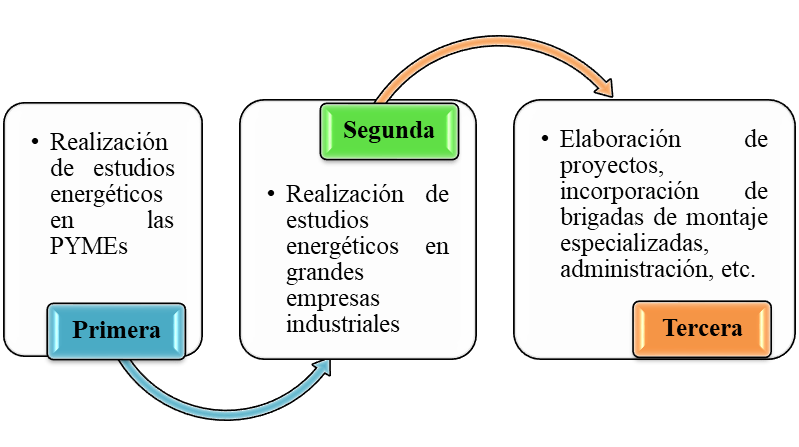 • Realización
de estudios
energéticos
en las
PYMEs
Primera
Segunda
• Realización de
estudios
energéticos en
grandes
empresas
industriales
• Elaboración de
proyectos,
incorporación de
brigadas de montaje
especializadas,
administración, etc.
Tercera